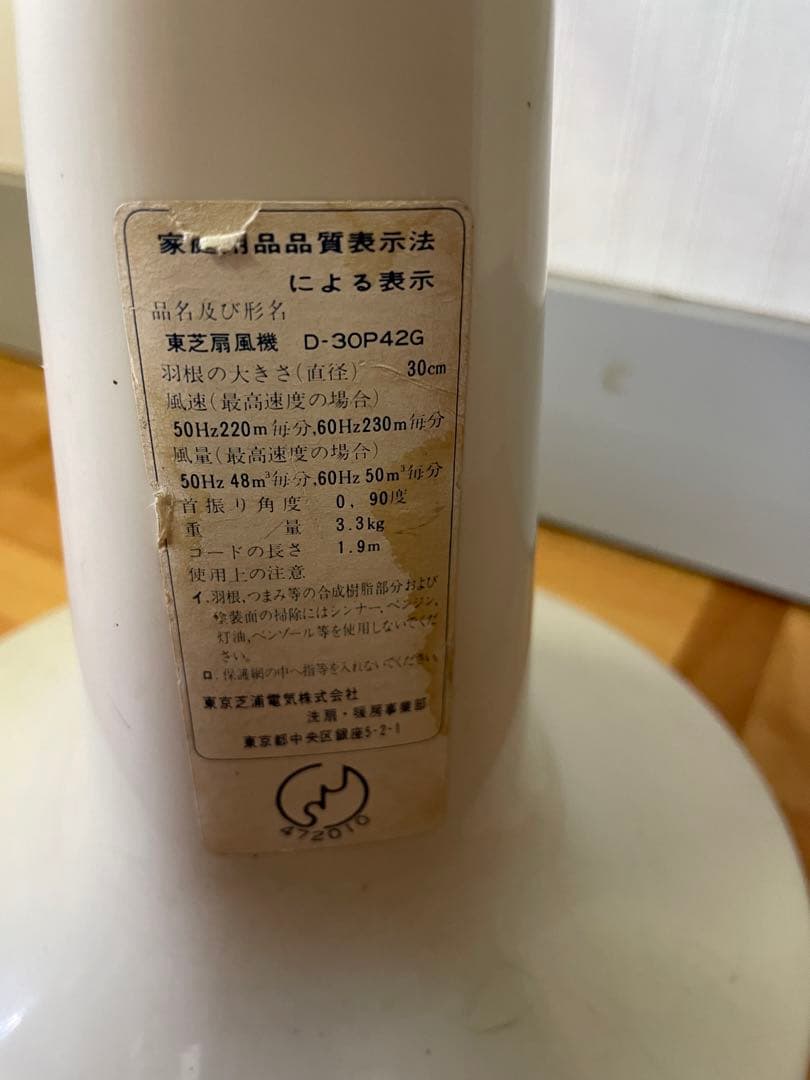 家庭用品品質表示法
による表示
品名及び形名
東芝扇風機 D-30P42G
羽根の大きさ(直径) 30cm
風速(最高速度の場合)
50Hz220m毎分,60Hz230m毎分
風量(最高速度の場合)
50Hz 48m³毎分,60Hz 50m³毎分
首振り角度 0, 90度
重量 3.3kg
コードの長さ 1.9m
使用上の注意
イ.羽根,つまみ等の合成樹脂部分および
塗装面の掃除にはシンナー,ベンジン,
灯油,ベンゾール等を使用しないでくだ
さい。
ロ.保護網の中へ指等を入れないでください
東京芝浦電気株式会社
洗扇・暖房事業部
東京都中央区銀座5-2-1
472010